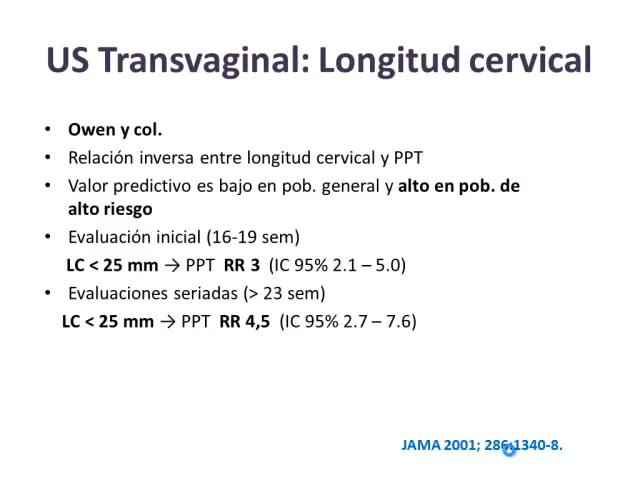 US Transvaginal: Longitud cervical
• Owen y col.
• Relación inversa entre longitud cervical y PPT
• Valor predictivo es bajo en pob. general y alto en pob. de
alto riesgo
• Evaluación inicial (16-19 sem)
LC < 25 mm → PPT RR 3 (IC 95% 2.1 – 5.0)
• Evaluaciones seriadas (> 23 sem)
LC < 25 mm → PPT RR 4,5 (IC 95% 2.7 – 7.6)
JAMA 2001; 286:1340-8.